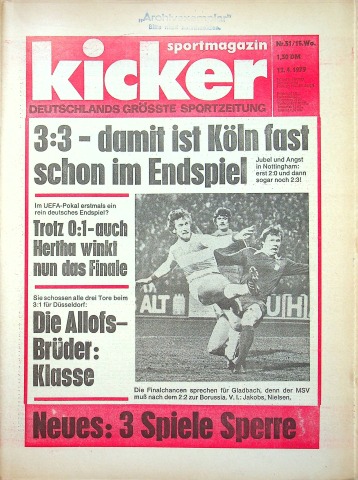 "Archivexemplar"
sportmagazin
kicker
Nr. 31/15. Wo.
1,50 DM
12. 4. 1979
DEUTSCHLANDS GRÖSSTE SPORTZEITUNG
3:3 – damit ist Köln fast
schon im Endspiel
Jubel und Angst
in Nottingham:
erst 2:0 und dann
sogar noch 2:3!
Im UEFA-Pokal erstmals ein
rein deutsches Endspiel?
Trotz 0:1 – auch
Hertha winkt
nun das Finale
Sie schossen alle drei Tore beim
3:1 für Düsseldorf:
Die Allofs-
Brüder:
Klasse
ALT
Die Finalchancen sprechen für Gladbach, denn der MSV
muß nach dem 2:2 zur Borussia. V. l.: Jakobs, Nielsen.
Neues: 3 Spiele Sperre